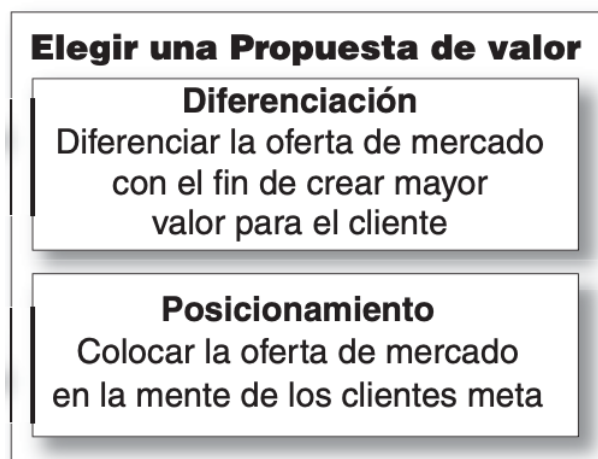 Elegir una Propuesta de valor
Diferenciación
Diferenciar la oferta de mercado
con el fin de crear mayor
valor para el cliente
Posicionamiento
Colocar la oferta de mercado
en la mente de los clientes meta